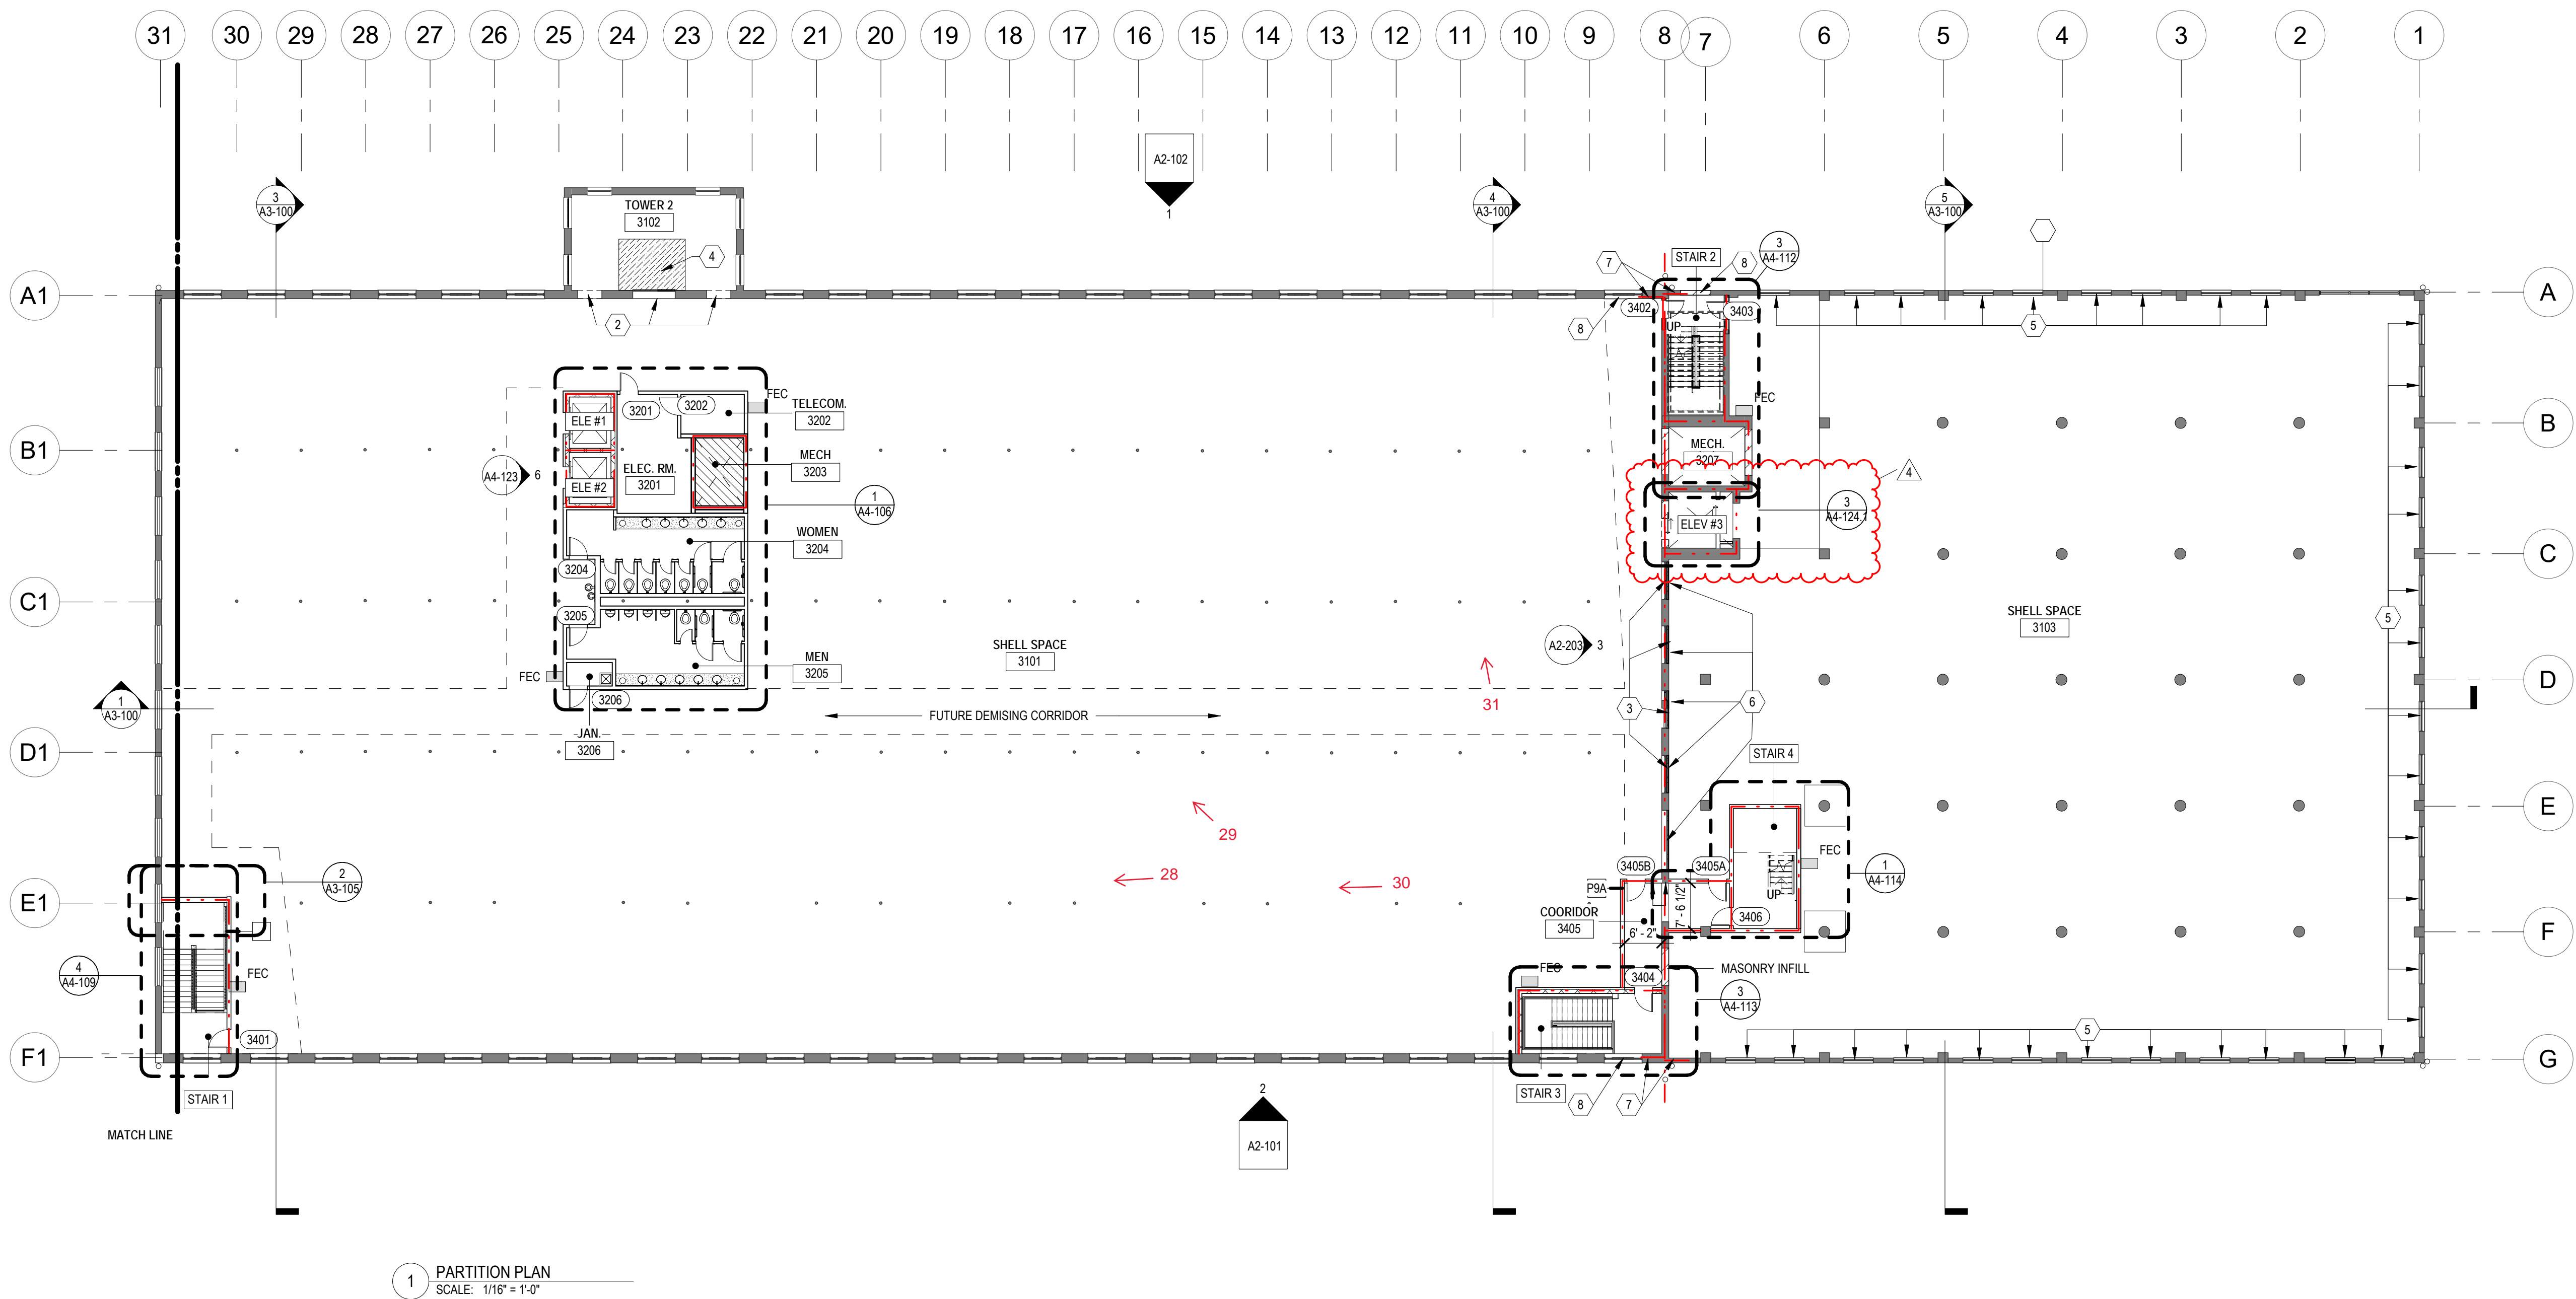 31 30 29 28 27 26 25 24 23 22 21 20 19 18 17 16 15 14 13 12 11 10 9 8 7 6 5 4 3 2 1
A2-102
1
3
A3-100
4
A3-100
5
A3-100
TOWER 2
3102
4
2
7
8
STAIR 2
8
3
A4-112
A1
A
3402
3403
UP
5
FEC
ELE #1
3201
3202
TELECOM.
3202
FEC
B
B1
MECH.
3207
MECH
3203
ELEC. RM.
3201
ELE #2
A4-123
6
1
A4-106
4
3
A4-124.1
ELEV #3
WOMEN
3204
3204
C
C1
3205
SHELL SPACE
3101
SHELL SPACE
3103
5
A2-203
3
MEN
3205
FEC
3206
JAN.
3206
31
D
1
A3-100
3
6
FUTURE DEMISING CORRIDOR
D1
STAIR 4
E
29
28
30
3405B
3405A
FEC
1
A4-114
2
A3-105
P9A
7' - 6 1/2"
UP
E1
COORIDOR
3405
3406
6' - 2"
F
4
A4-109
FEC
FEC
3404
MASONRY INFILL
3
A4-113
3401
5
F1
G
STAIR 1
STAIR 3
8
7
2
A2-101
MATCH LINE
1
PARTITION PLAN
SCALE: 1/16" = 1'-0"